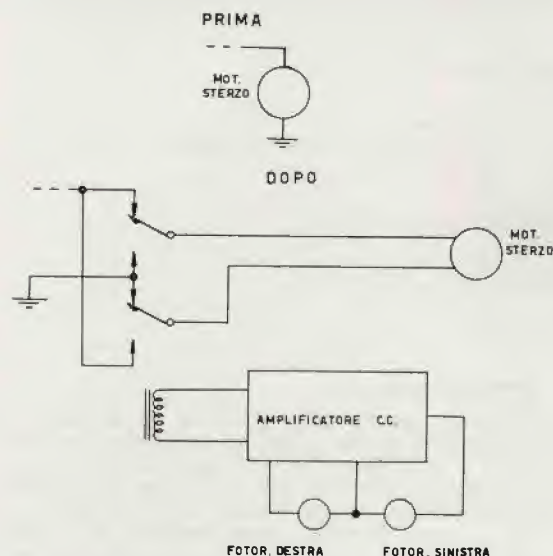 PRIMA
MOT.
STERZO
DOPO
MOT.
STERZO
AMPLIFICATORE C.C.
FOTOR. DESTRA
FOTOR. SINISTRA